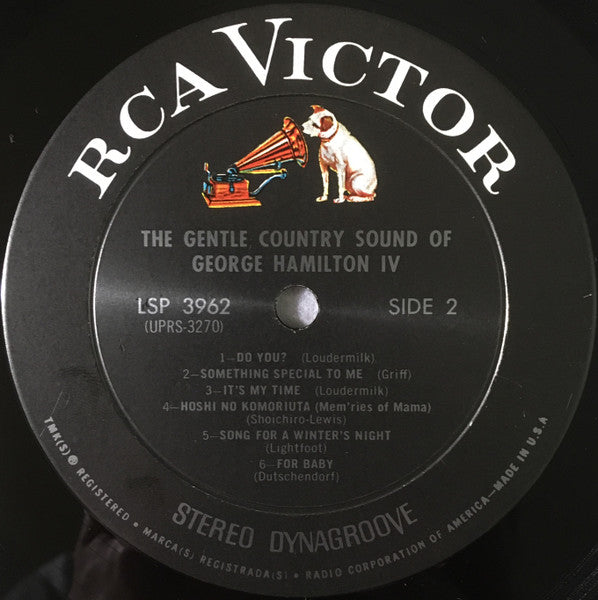 RCA VICTOR
THE GENTLE COUNTRY SOUND OF
GEORGE HAMILTON IV
LSP 3962 SIDE 2
(UPRS-3270)
1—DO YOU? (Loudermilk)
2—SOMETHING SPECIAL TO ME (Griff)
3—IT'S MY TIME (Loudermilk)
4—HOSHI NO KOMORIUTA (Mem'ries of Mama)
(Shoichiro-Lewis)
5—SONG FOR A WINTER'S NIGHT
(Lightfoot)
6—FOR BABY
(Dutschendorf)
STEREO DYNAGROOVE
TMK(S)® REGISTERED • MARCA(S) REGISTRADA(S) • RADIO CORPORATION OF AMERICA—MADE IN U.S.A